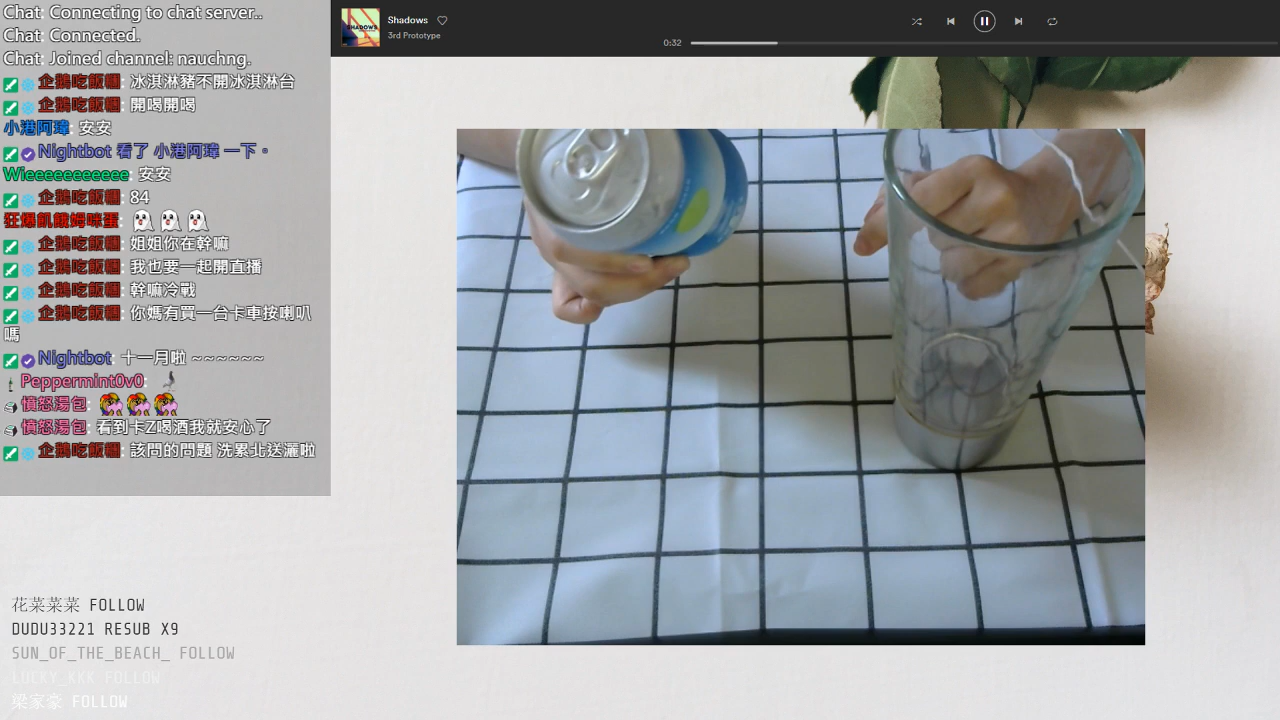 Chat: Connecting to chat server..
Chat: Connected.
Chat: Joined channel: nauchng.
企鵝吃飯糰: 冰淇淋豬不開冰淇淋台
企鵝吃飯糰: 開喝開喝
小港阿瑋: 安安
Nightbot 看了 小港阿瑋 一下。
Wieeeeeeeeeee: 安安
企鵝吃飯糰: 84
狂爆飢餓姆咪蛋:
企鵝吃飯糰: 姐姐你在幹嘛
企鵝吃飯糰: 我也要一起開直播
企鵝吃飯糰: 幹嘛冷戰
企鵝吃飯糰: 你媽有買一台卡車按喇叭
嗎
Nightbot: 十一月啦 ~~~~~~
Peppermint0v0:
憤怒湯包:
憤怒湯包: 看到卡Z喝酒我就安心了
企鵝吃飯糰: 該問的問題 洗累北送灑啦
SHADOWS
Shadows
3rd Prototype
0:32
花菜菜菜 FOLLOW
DUDU33221 RESUB X9
SUN_OF_THE_BEACH_ FOLLOW
LUCKY_KKK FOLLOW
梁家豪 FOLLOW